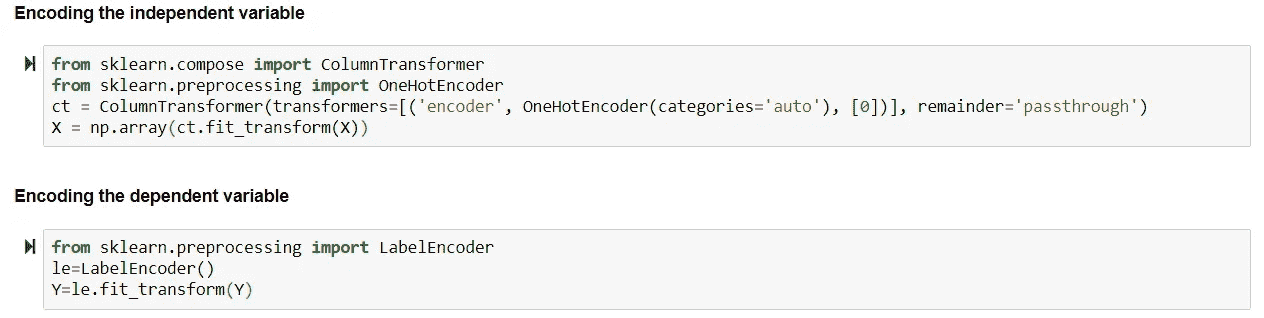 Encoding the independent variable
from sklearn.compose import ColumnTransformer
from sklearn.preprocessing import OneHotEncoder
ct = ColumnTransformer(transformers=[('encoder', OneHotEncoder(categories='auto'), [0])], remainder='passthrough')
X = np.array(ct.fit_transform(X))
Encoding the dependent variable
from sklearn.preprocessing import LabelEncoder
le=LabelEncoder()
Y=le.fit_transform(Y)